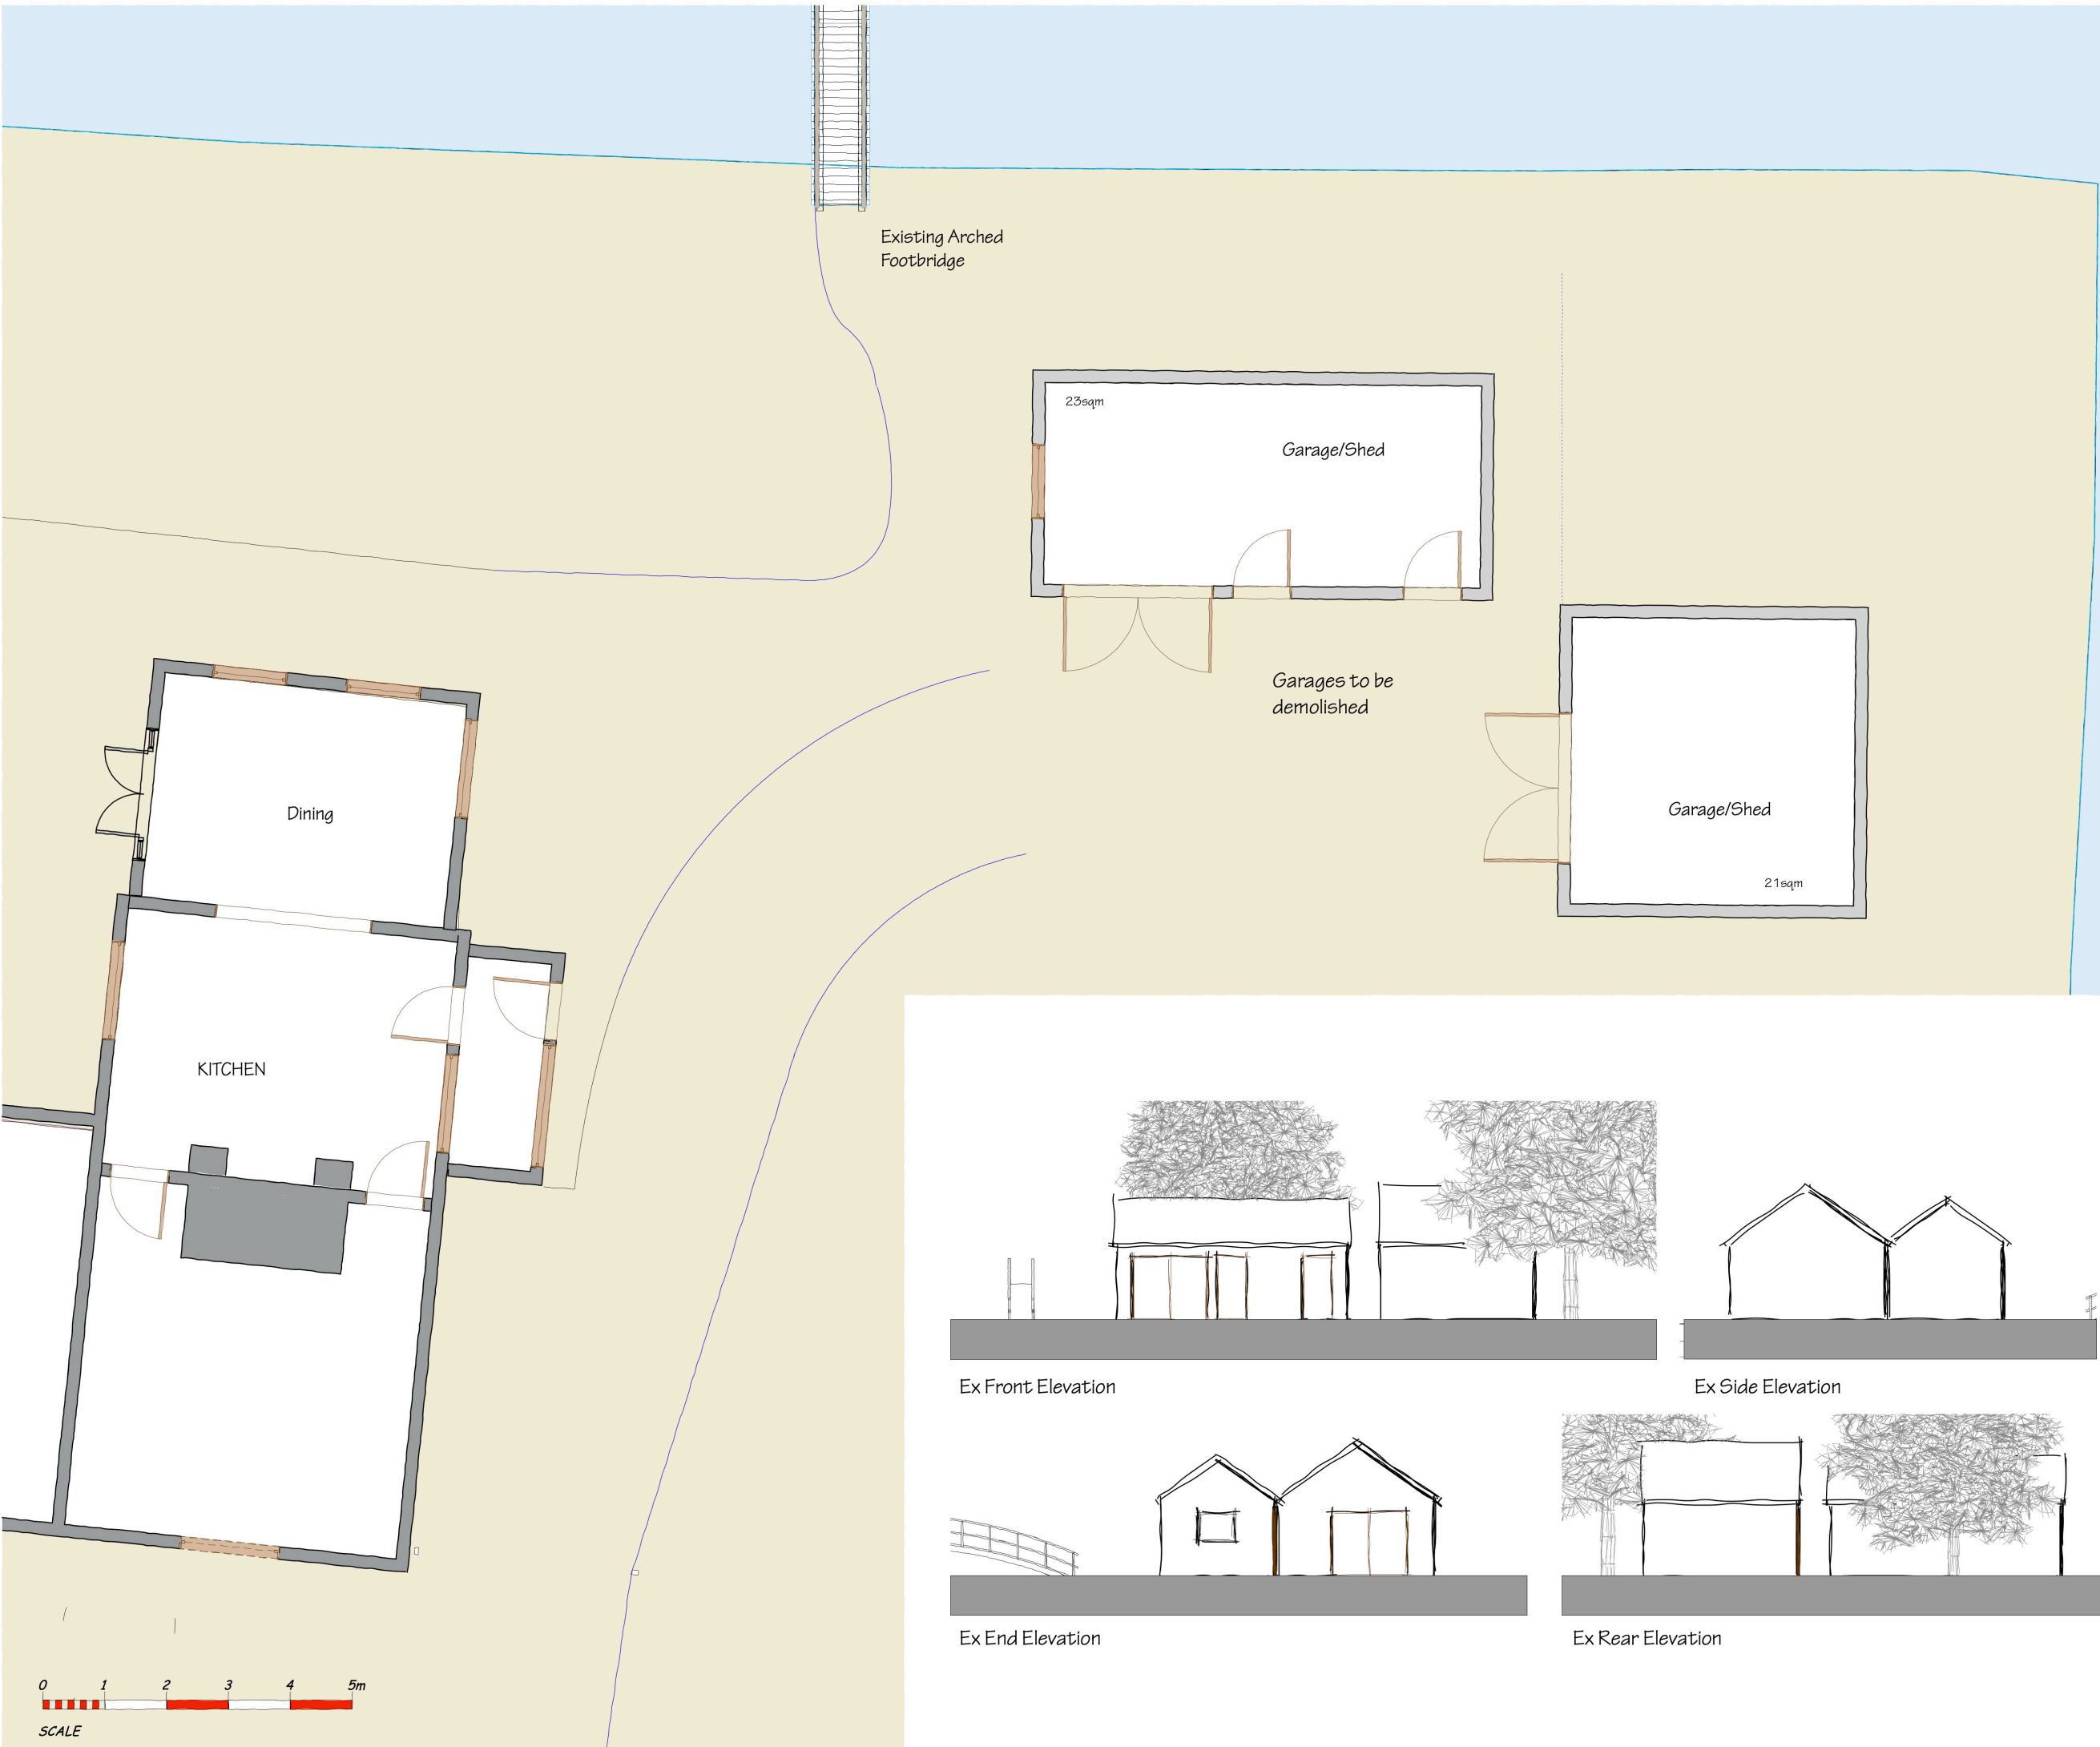 Existing Arched
Footbridge
23sqm
Garage/Shed
Garages to be
demolished
Garage/Shed
21sqm
Dining
KITCHEN
Ex Front Elevation
Ex Side Elevation
Ex End Elevation
Ex Rear Elevation
0 1 2 3 4 5m
SCALE